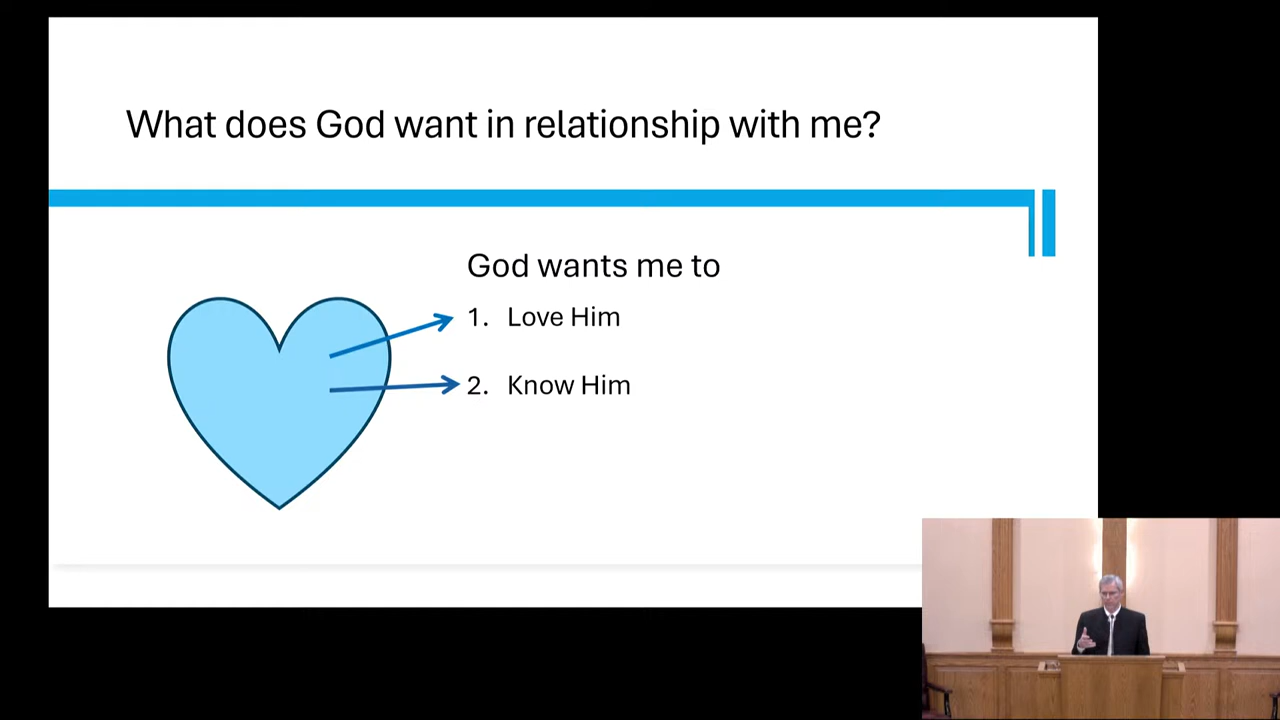 What does God want in relationship with me?
God wants me to
1. Love Him
2. Know Him